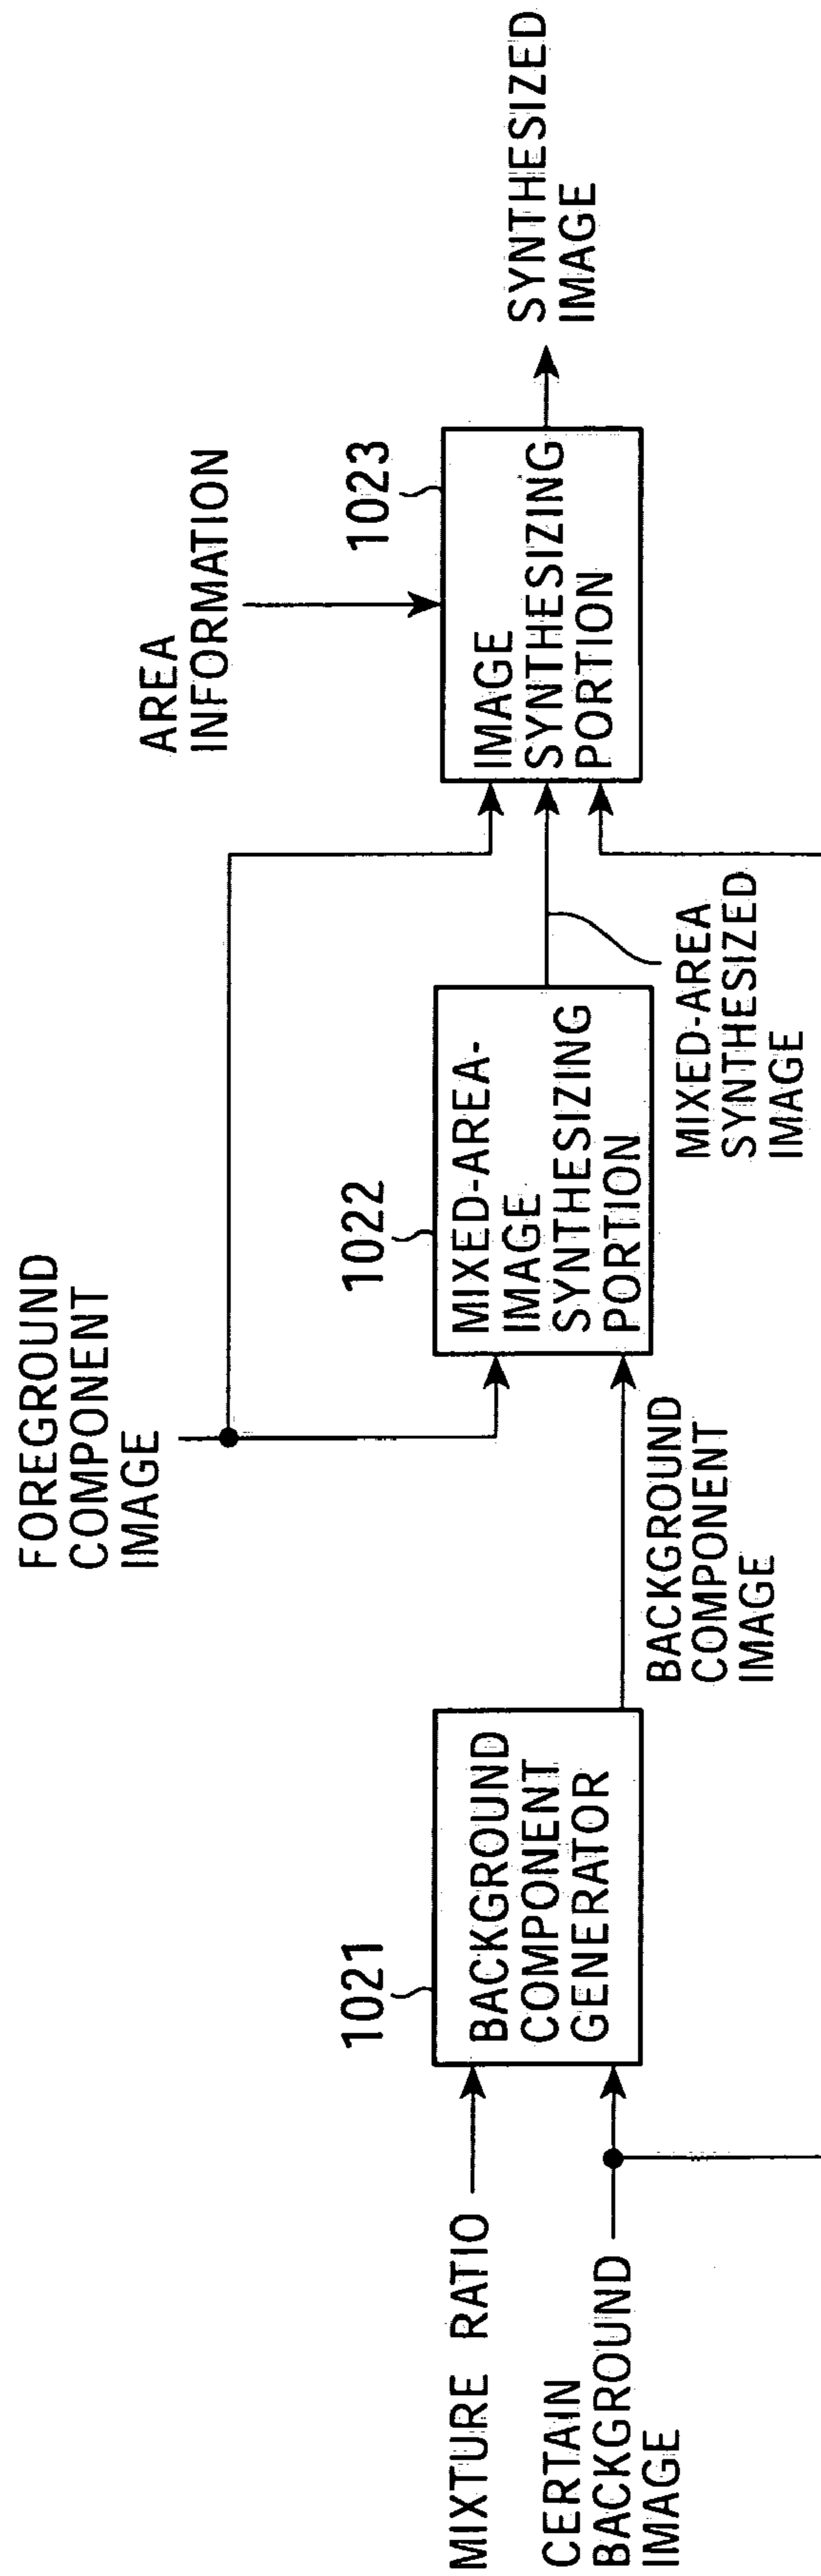 MIXTURE RATIO
CERTAIN
BACKGROUND
IMAGE
1021
BACKGROUND
COMPONENT
GENERATOR
BACKGROUND
COMPONENT
IMAGE
FOREGROUND
COMPONENT
IMAGE
1022
MIXED-AREA-
IMAGE
SYNTHESIZING
PORTION
MIXED-AREA
SYNTHESIZED
IMAGE
AREA
INFORMATION
1023
IMAGE
SYNTHESIZING
PORTION
SYNTHESIZED
IMAGE